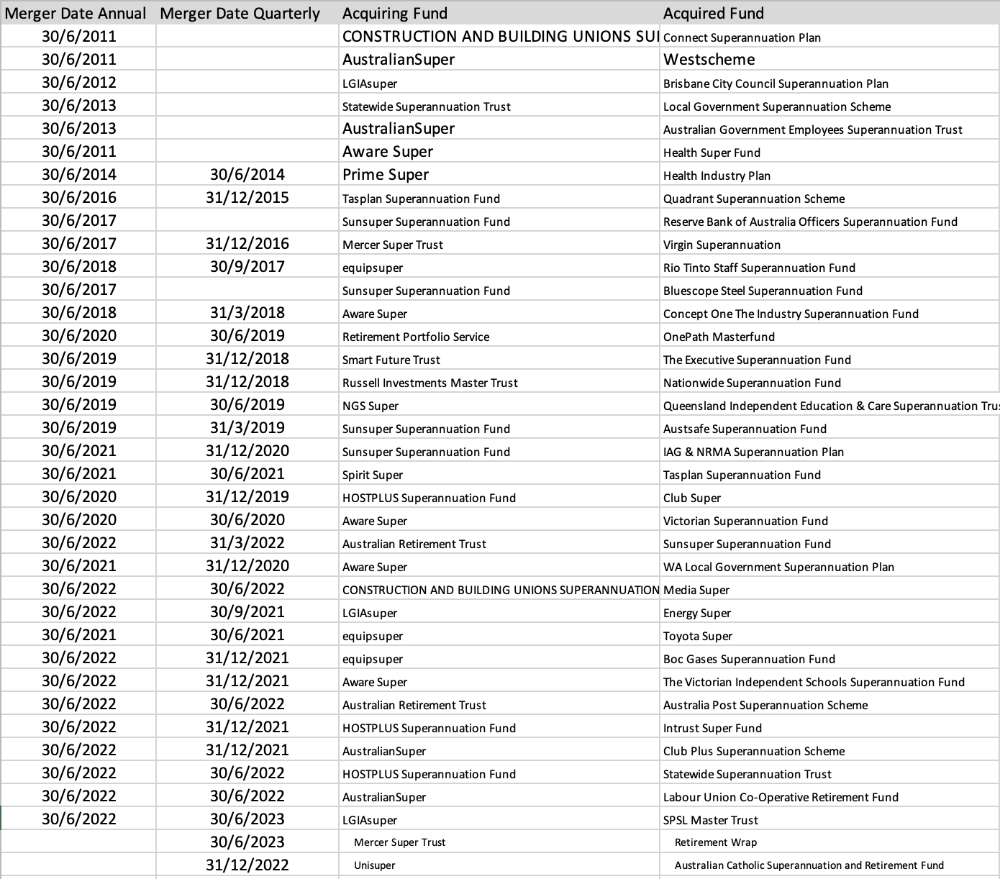 Merger Date Annual Merger Date Quarterly Acquiring Fund Acquired Fund
30/6/2011 CONSTRUCTION AND BUILDING UNIONS Connect Superannuation Plan
30/6/2011 AustralianSuper Westscheme
30/6/2012 LGIAsuper Brisbane City Council Superannuation Plan
30/6/2013 Statewide Superannuation Trust Local Government Superannuation Scheme
30/6/2013 AustralianSuper Australian Government Employees Superannuation Trust
30/6/2011 Aware Super Health Super Fund
30/6/2014 30/6/2014 Prime Super Health Industry Plan
30/6/2016 31/12/2015 Tasplan Superannuation Fund Quadrant Superannuation Scheme
30/6/2017 Sunsuper Superannuation Fund Reserve Bank of Australia Officers Superannuation Fund
30/6/2017 31/12/2016 Mercer Super Trust Virgin Superannuation
30/6/2018 30/9/2017 equipsuper Rio Tinto Staff Superannuation Fund
30/6/2017 Sunsuper Superannuation Fund Bluescope Steel Superannuation Fund
30/6/2018 31/3/2018 Aware Super Concept One The Industry Superannuation Fund
30/6/2020 30/6/2019 Retirement Portfolio Service OnePath Masterfund
30/6/2019 31/12/2018 Smart Future Trust The Executive Superannuation Fund
30/6/2019 31/12/2018 Russell Investments Master Trust Nationwide Superannuation Fund
30/6/2019 30/6/2019 NGS Super Queensland Independent Education & Care Superannuation
30/6/2019 31/3/2019 Sunsuper Superannuation Fund Austsafe Superannuation Fund
30/6/2021 31/12/2020 Sunsuper Superannuation Fund IAG & NRMA Superannuation Plan
30/6/2021 30/6/2021 Spirit Super Tasplan Superannuation Fund
30/6/2020 31/12/2019 HOSTPLUS Superannuation Fund Club Super
30/6/2020 30/6/2020 Aware Super Victorian Superannuation Fund
30/6/2022 31/3/2022 Australian Retirement Trust Sunsuper Superannuation Fund
30/6/2021 31/12/2020 Aware Super WA Local Government Superannuation Plan
30/6/2022 30/6/2022 CONSTRUCTION AND BUILDING UNIONS SUPERANNUATION Media Super
30/6/2022 30/9/2021 LGIAsuper Energy Super
30/6/2021 30/6/2021 equipsuper Toyota Super
30/6/2022 31/12/2021 equipsuper Boc Gases Superannuation Fund
30/6/2022 31/12/2021 Aware Super The Victorian Independent Schools Superannuation Fund
30/6/2022 30/6/2022 Australian Retirement Trust Australia Post Superannuation Scheme
30/6/2022 31/12/2021 HOSTPLUS Superannuation Fund Intrust Super Fund
30/6/2022 31/12/2021 AustralianSuper Club Plus Superannuation Scheme
30/6/2022 30/6/2022 HOSTPLUS Superannuation Fund Statewide Superannuation Trust
30/6/2022 30/6/2022 AustralianSuper Labour Union Co-Operative Retirement Fund
30/6/2022 30/6/2023 LGIAsuper SPSL Master Trust
30/6/2023 Mercer Super Trust Retirement Wrap
31/12/2022 Unisuper Australian Catholic Superannuation and Retirement Fund